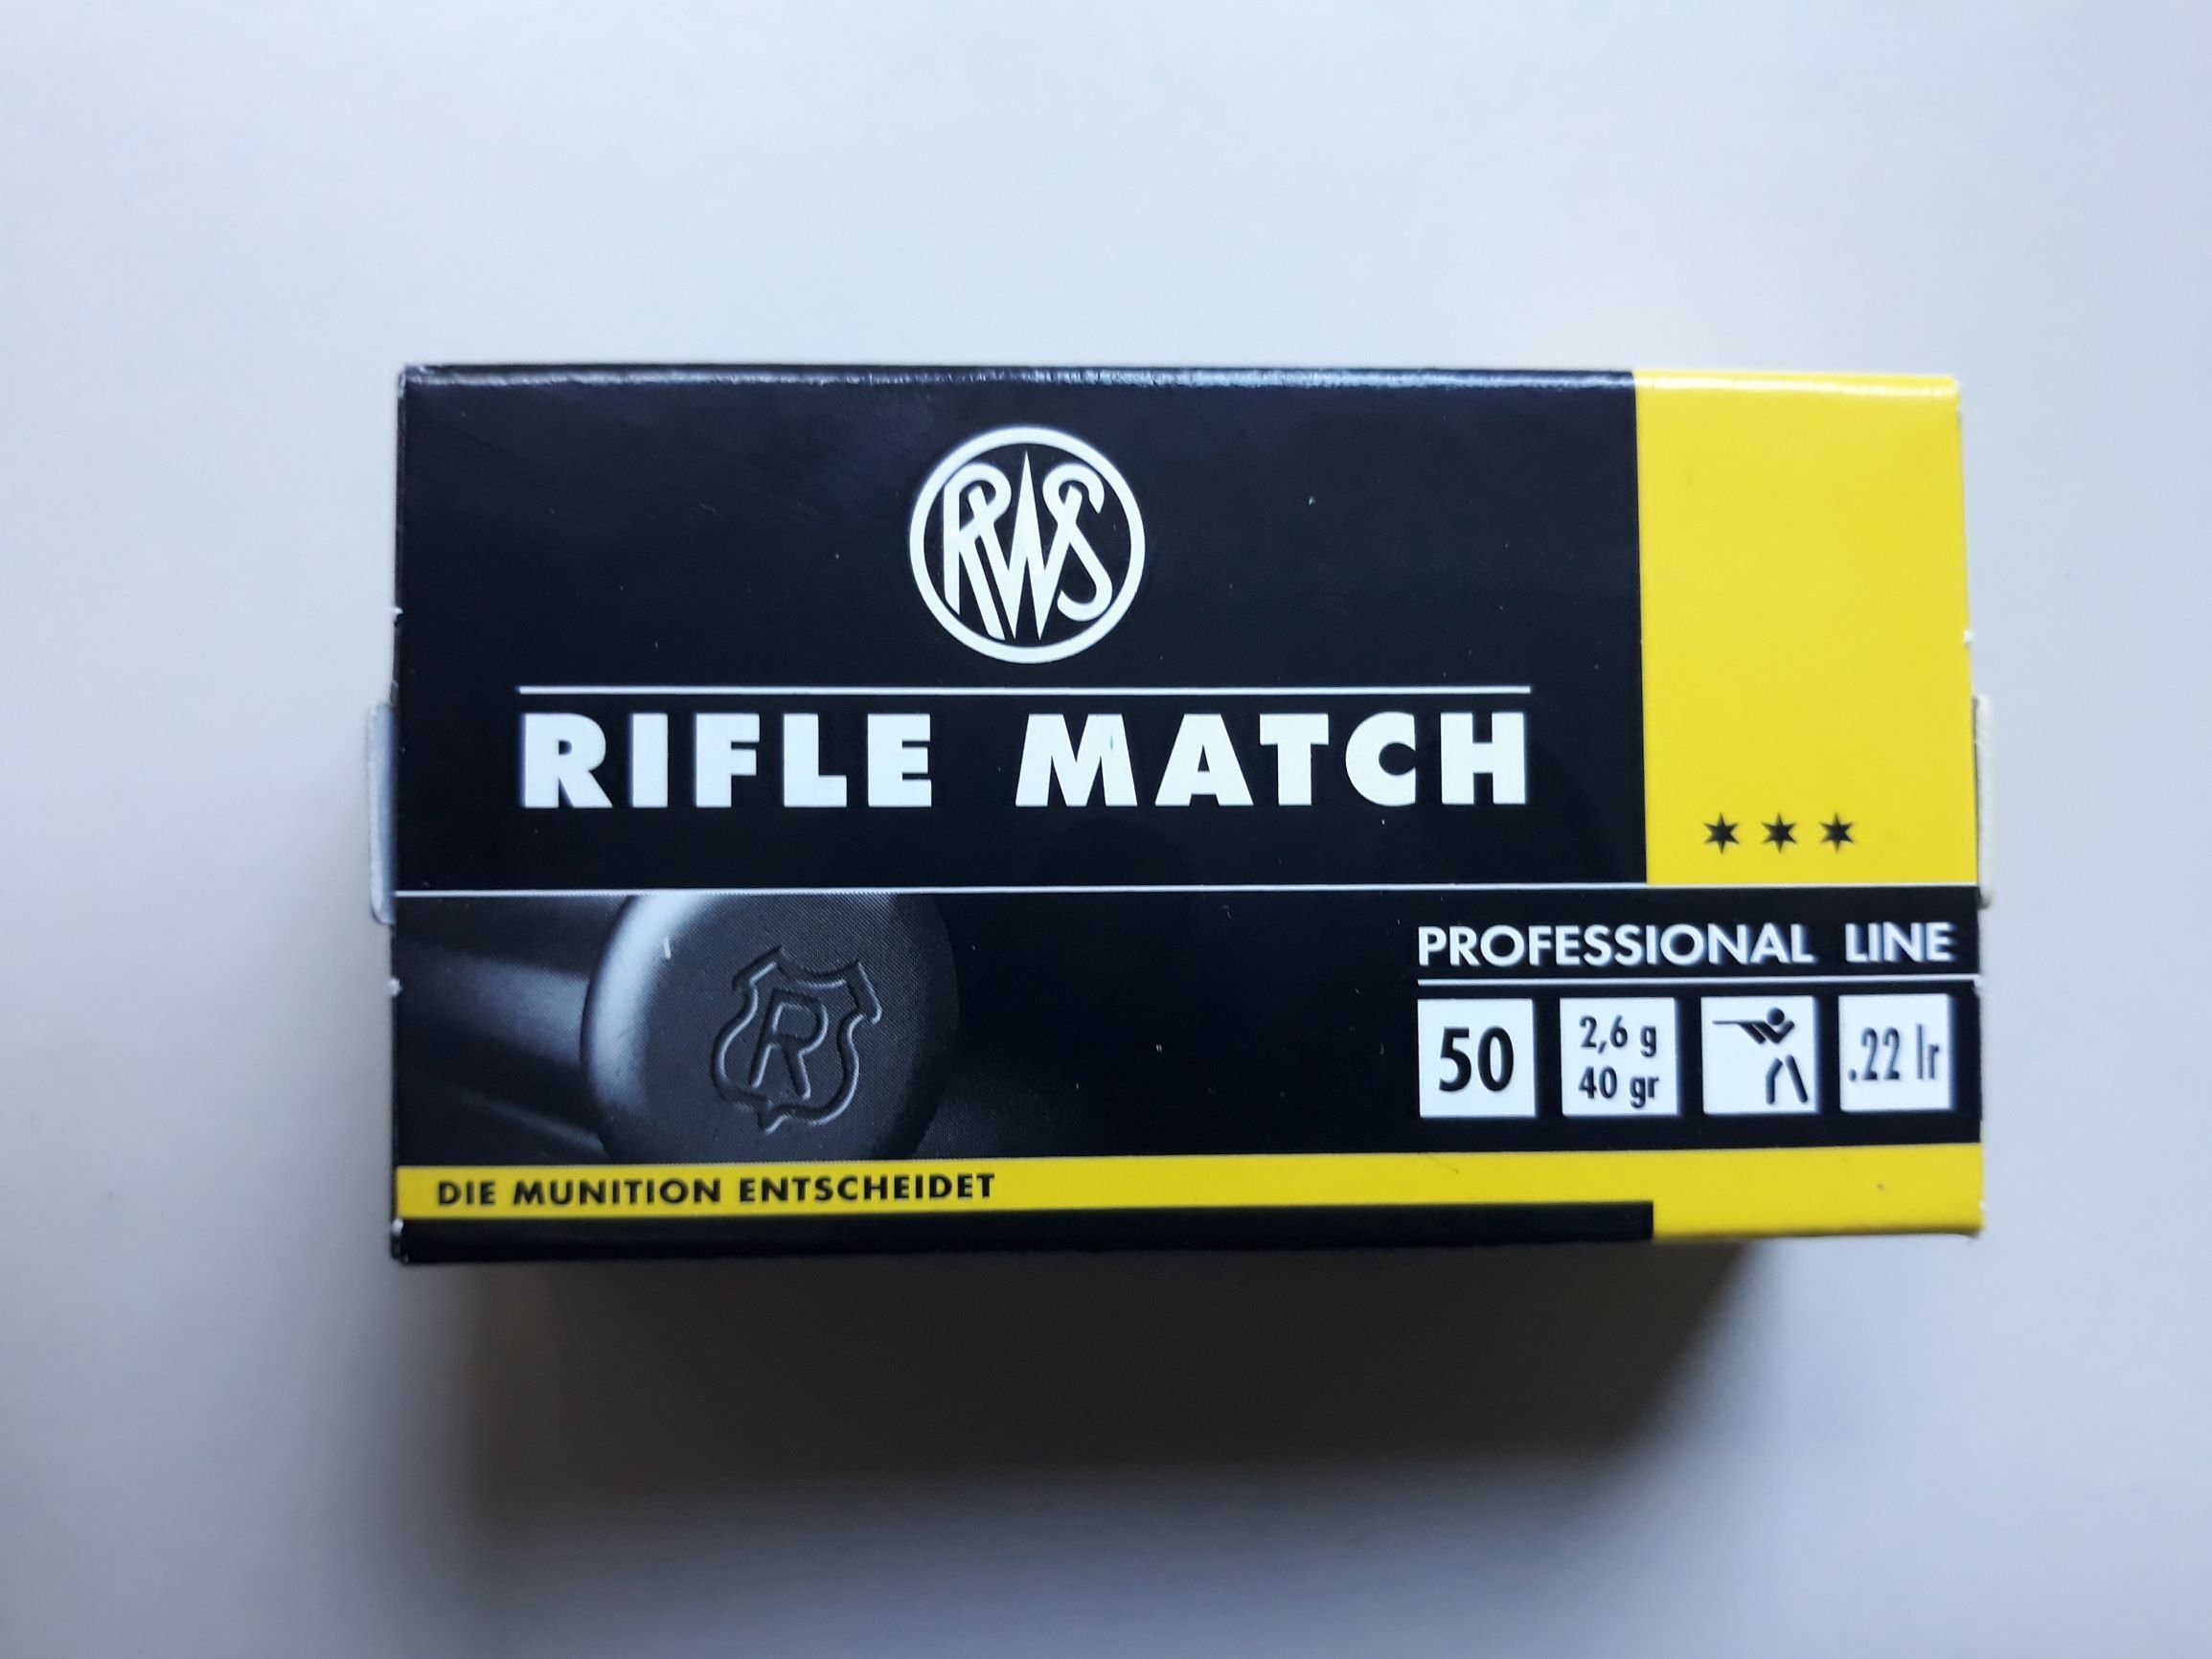 RWS
RIFLE MATCH
PROFESSIONAL LINE
R
50
2,6 g
40 gr
.22 lr
DIE MUNITION ENTSCHEIDET